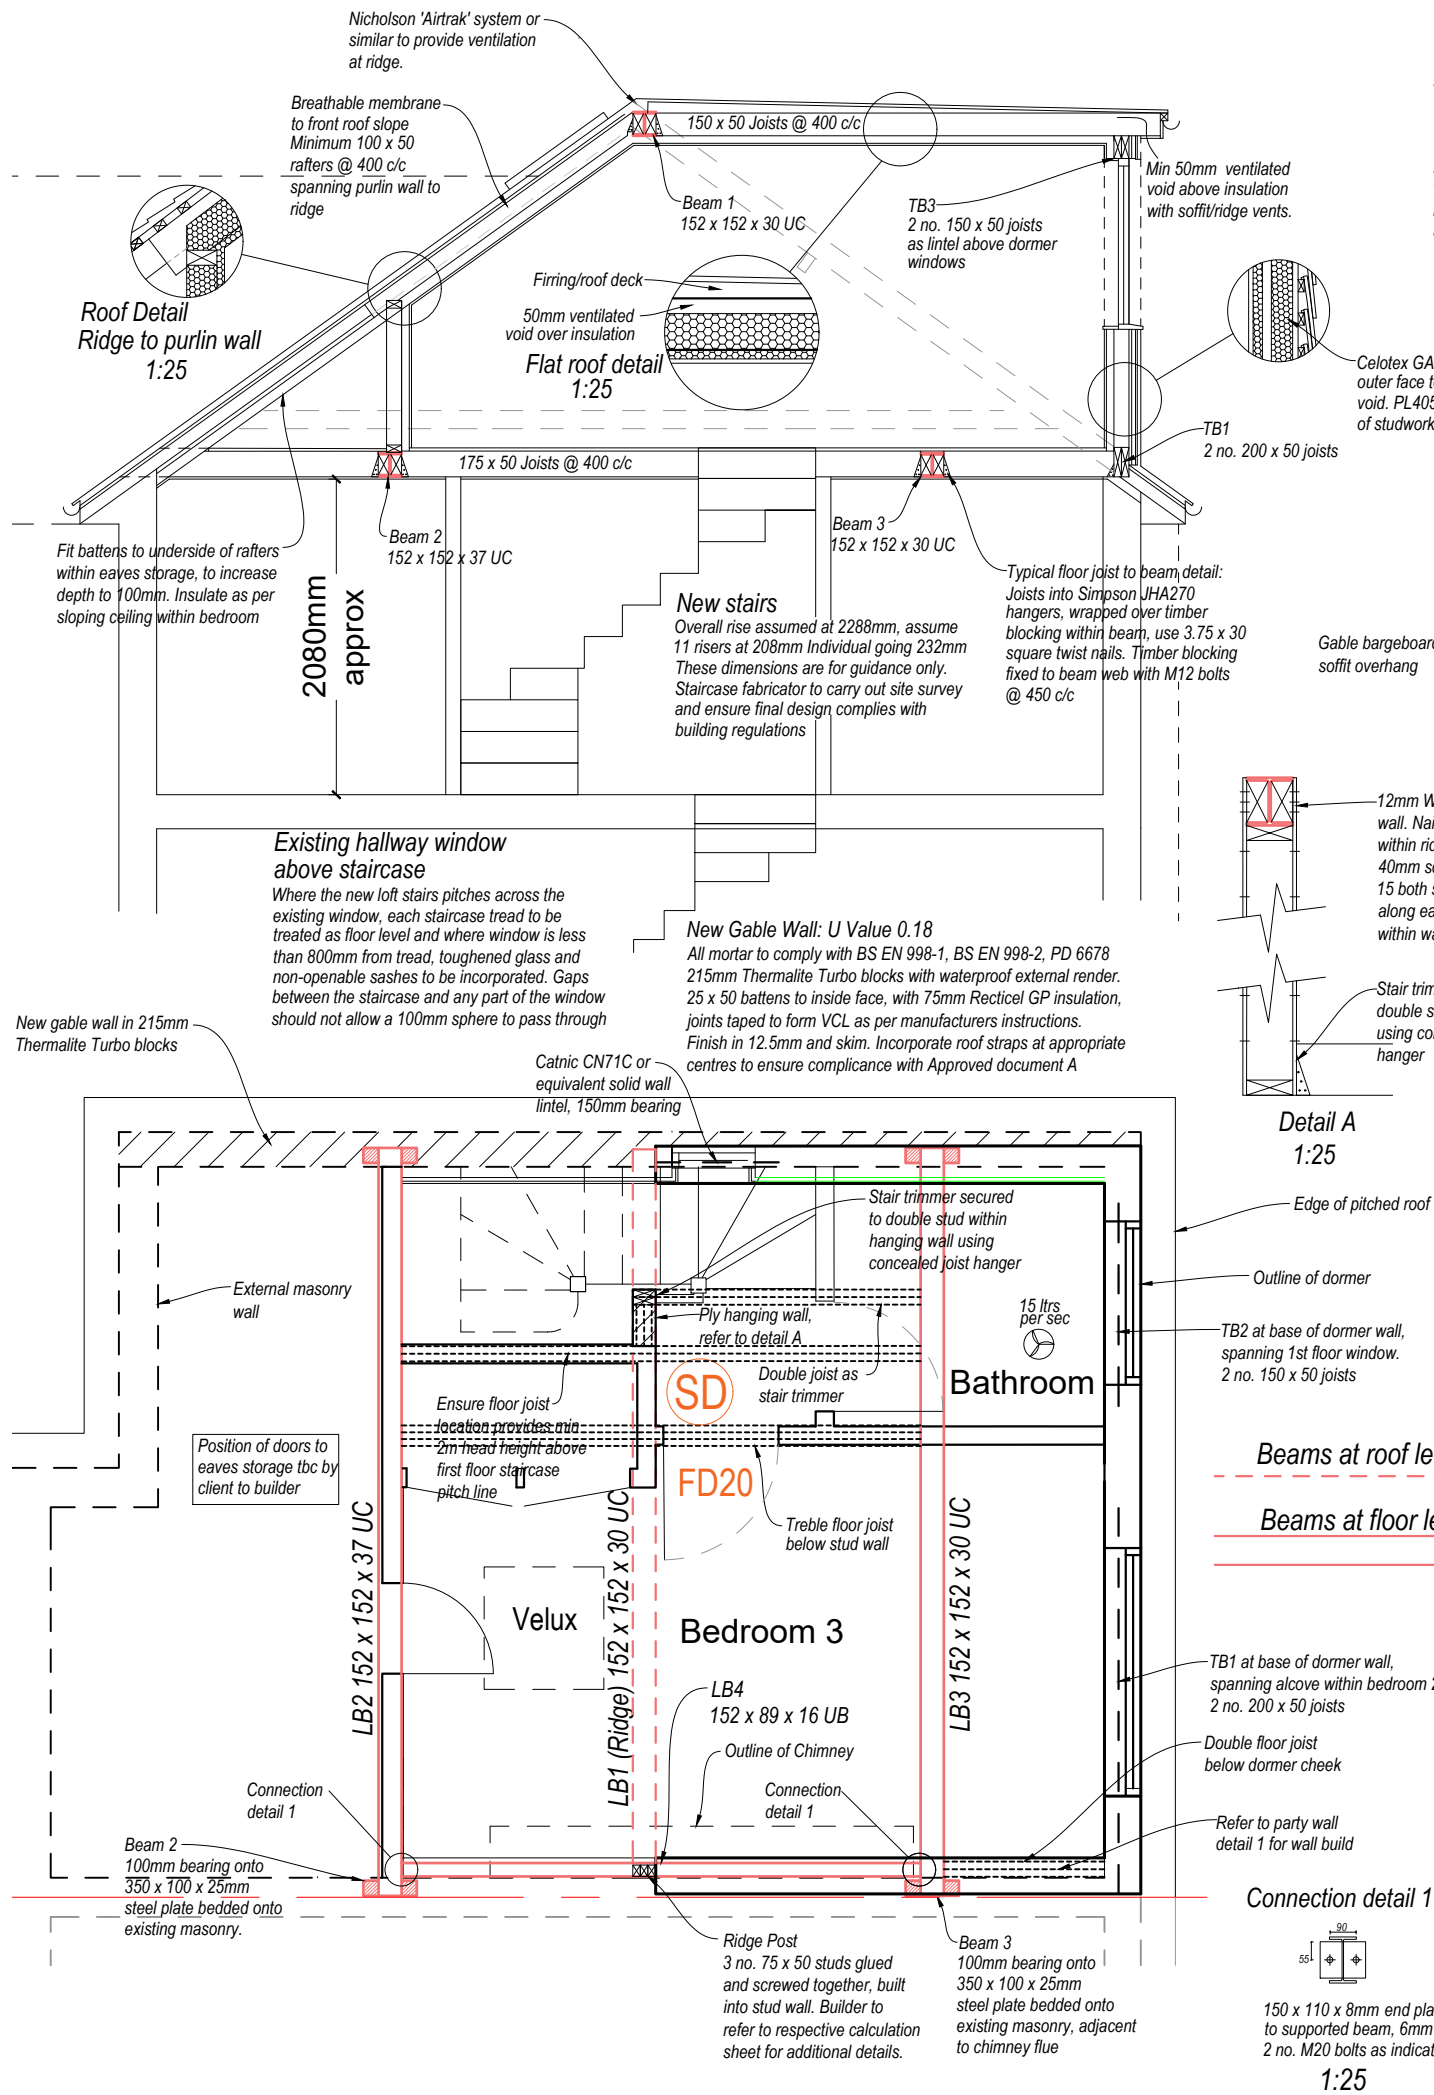 Nicholson 'Airtrak' system or
similar to provide ventilation
at ridge.
Breathable membrane
to front roof slope
Minimum 100 x 50
rafters @ 400 c/c
spanning purlin wall to
ridge
150 x 50 Joists @ 400 c/c
Beam 1
152 x 152 x 30 UC
TB3
2 no. 150 x 50 joists
as lintel above dormer
windows
Min 50mm ventilated
void above insulation
with soffit/ridge vents.
Roof Detail
Ridge to purlin wall
1:25
Firring/roof deck
50mm ventilated
void over insulation
Flat roof detail
1:25
Celotex GA
outer face t
void. PL405
of studwork
TB1
2 no. 200 x 50 joists
175 x 50 Joists @ 400 c/c
Beam 2
152 x 152 x 37 UC
Beam 3
152 x 152 x 30 UC
Fit battens to underside of rafters
within eaves storage, to increase
depth to 100mm. Insulate as per
sloping ceiling within bedroom
2080mm
approx
New stairs
Overall rise assumed at 2288mm, assume
11 risers at 208mm Individual going 232mm
These dimensions are for guidance only.
Staircase fabricator to carry out site survey
and ensure final design complies with
building regulations
Typical floor joist to beam detail:
Joists into Simpson JHA270
hangers, wrapped over timber
blocking within beam, use 3.75 x 30
square twist nails. Timber blocking
fixed to beam web with M12 bolts
@ 450 c/c
Gable bargeboard
soffit overhang
12mm W
wall. Nai
within ric
40mm s
15 both s
along ea
within wa
Stair trim
double s
using co
hanger
Detail A
1:25
Existing hallway window
above staircase
Where the new loft stairs pitches across the
existing window, each staircase tread to be
treated as floor level and where window is less
than 800mm from tread, toughened glass and
non-openable sashes to be incorporated. Gaps
between the staircase and any part of the window
should not allow a 100mm sphere to pass through
New Gable Wall: U Value 0.18
All mortar to comply with BS EN 998-1, BS EN 998-2, PD 6678
215mm Thermalite Turbo blocks with waterproof external render.
25 x 50 battens to inside face, with 75mm Recticel GP insulation,
joints taped to form VCL as per manufacturers instructions.
Finish in 12.5mm and skim. Incorporate roof straps at appropriate
centres to ensure complicance with Approved document A
New gable wall in 215mm
Thermalite Turbo blocks
Catnic CN71C or
equivalent solid wall
lintel, 150mm bearing
Stair trimmer secured
to double stud within
hanging wall using
concealed joist hanger
Edge of pitched roof
External masonry
wall
Outline of dormer
Ply hanging wall,
refer to detail A
15 ltrs
per sec
TB2 at base of dormer wall,
spanning 1st floor window.
2 no. 150 x 50 joists
Double joist as
stair trimmer
SD
Bathroom
Ensure floor joist
location provides min
2m head height above
first floor staircase
pitch line
Position of doors to
eaves storage tbc by
client to builder
FD20
Treble floor joist
below stud wall
Beams at roof le
Beams at floor le
LB2 152 x 152 x 37 UC
LB1 (Ridge) 152 x 152 x 30 UC
LB3 152 x 152 x 30 UC
Velux
Bedroom 3
TB1 at base of dormer wall,
spanning alcove within bedroom 2
2 no. 200 x 50 joists
LB4
152 x 89 x 16 UB
Outline of Chimney
Double floor joist
below dormer cheek
Connection
detail 1
Connection
detail 1
Refer to party wall
detail 1 for wall build
Beam 2
100mm bearing onto
350 x 100 x 25mm
steel plate bedded onto
existing masonry.
Ridge Post
3 no. 75 x 50 studs glued
and screwed together, built
into stud wall. Builder to
refer to respective calculation
sheet for additional details.
Beam 3
100mm bearing onto
350 x 100 x 25mm
steel plate bedded onto
existing masonry, adjacent
to chimney flue
Connection detail 1
90
55
150 x 110 x 8mm end pla
to supported beam, 6mm
2 no. M20 bolts as indicat
1:25